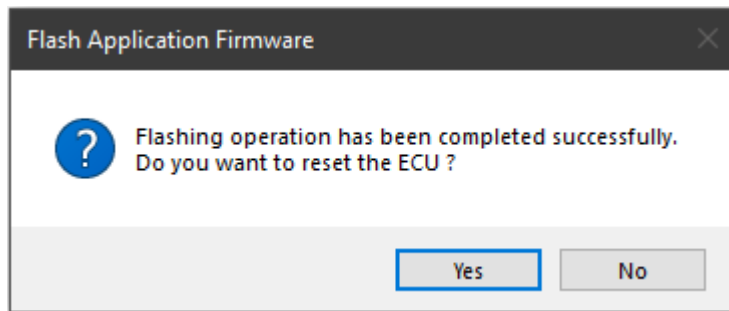 Flash Application Firmware
?
Flashing operation has been completed successfully.
Do you want to reset the ECU ?
Yes
No